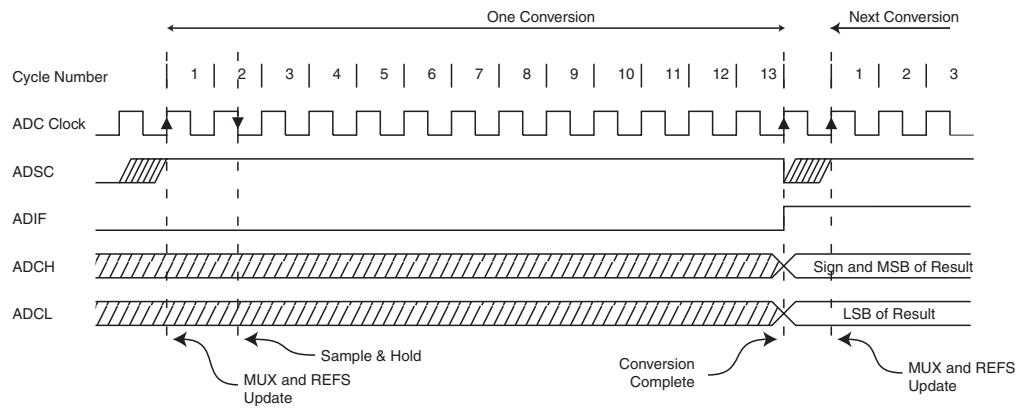 One Conversion
Next Conversion
Cycle Number
1 2 3 4 5 6 7 8 9 10 11 12 13 1 2 3
ADC Clock
ADSC
ADIF
ADCH
Sign and MSB of Result
ADCL
LSB of Result
Sample & Hold
MUX and REFS
Update
Conversion
Complete
MUX and REFS
Update